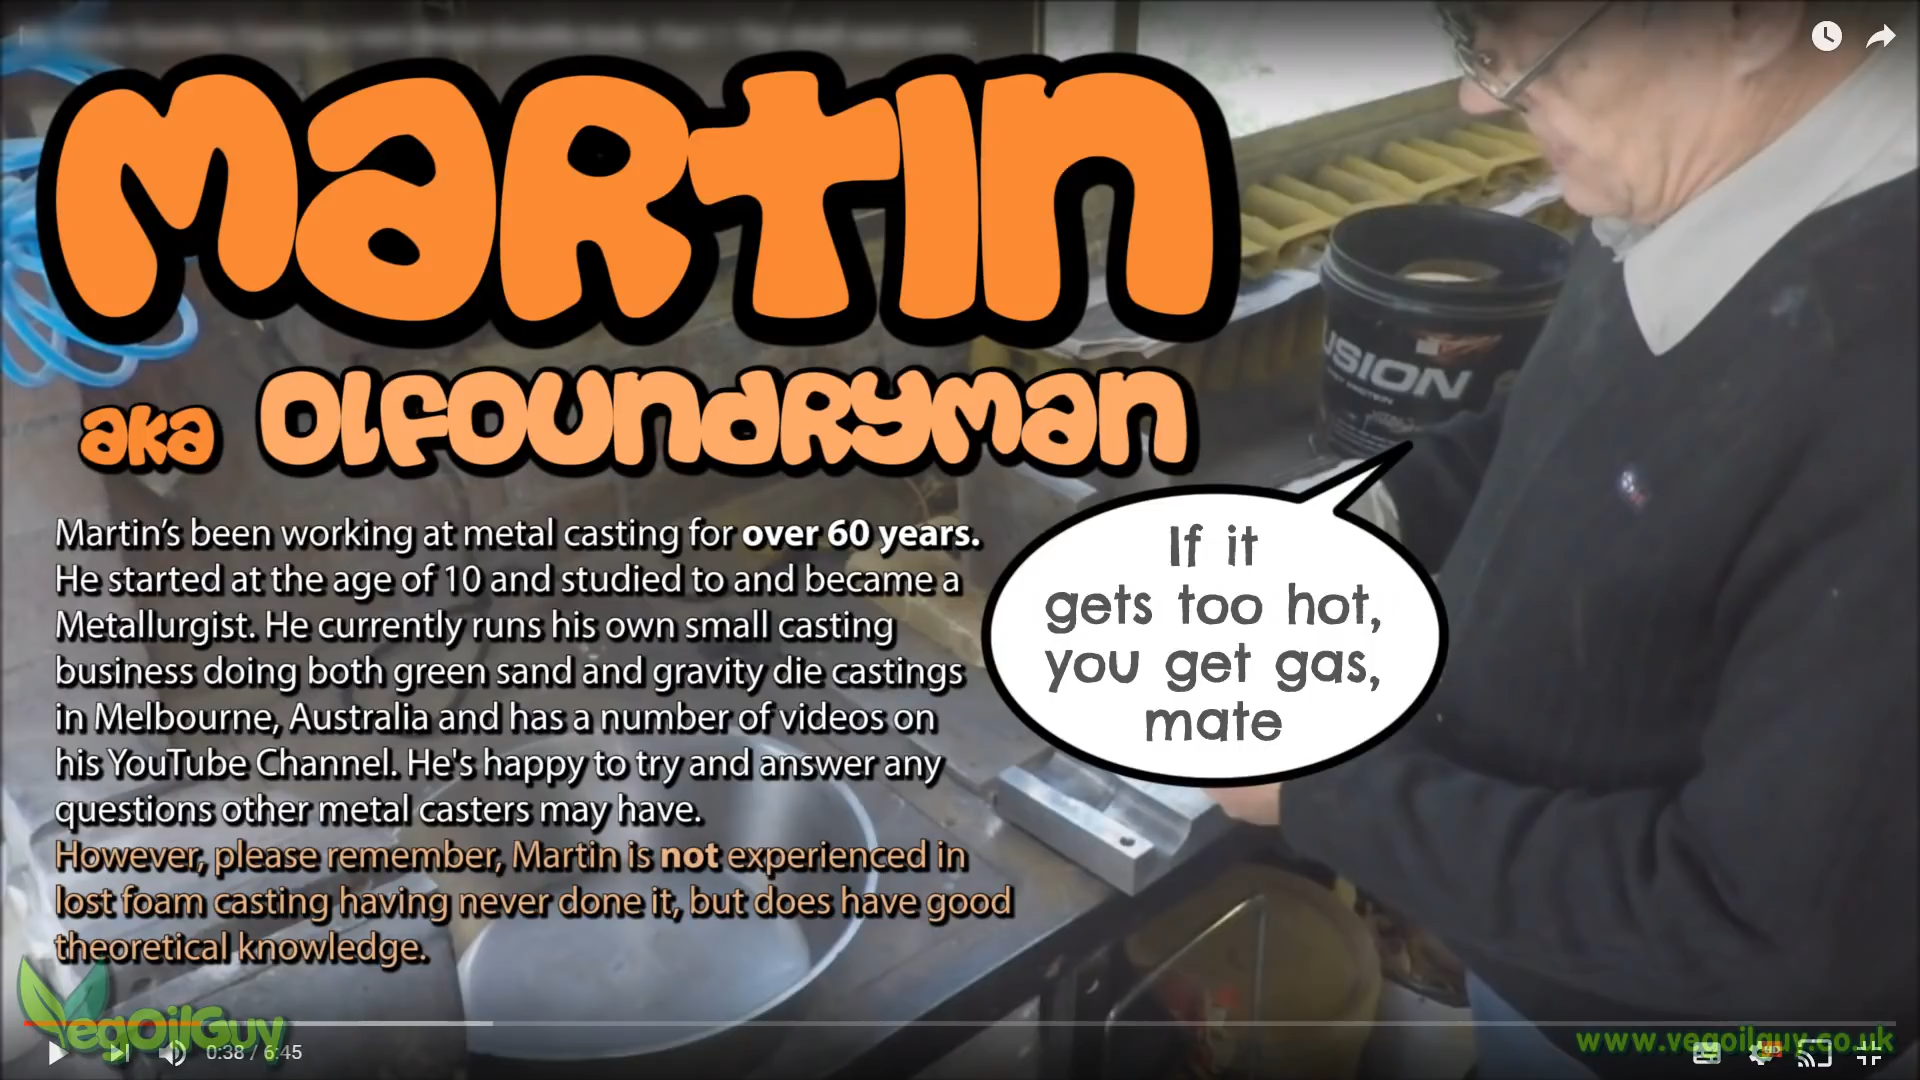 MARTIN
aka OLFOUNDRYMAN
Martin's been working at metal casting for over 60 years.
He started at the age of 10 and studied to and became a
Metallurgist. He currently runs his own small casting
business doing both green sand and gravity die castings
in Melbourne, Australia and has a number of videos on
his YouTube Channel. He's happy to try and answer any
questions other metal casters may have.
However, please remember, Martin is not experienced in
lost foam casting having never done it, but does have good
theoretical knowledge.
If it
gets too hot,
you get gas,
mate
USION
VegOilGuy
www.vegoilguy.co.uk
0:38 / 6:45
HD